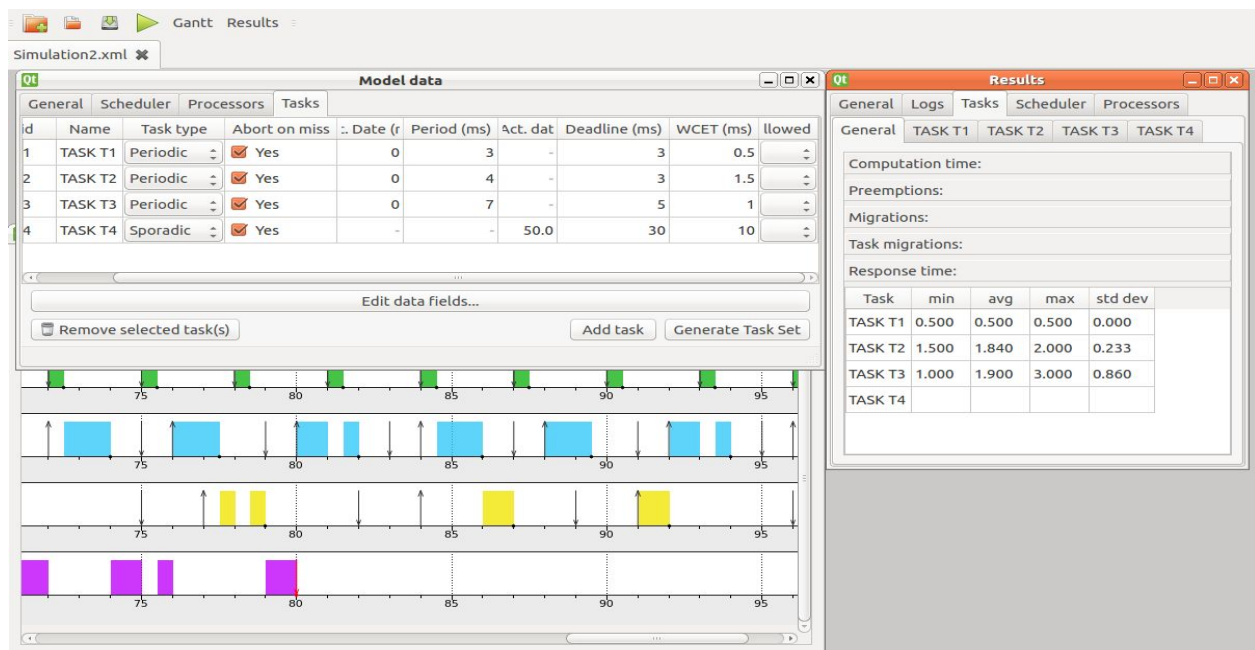 Gantt Results
Simulation2.xml
Qt Model data
General Scheduler Processors Tasks
id Name Task type Abort on miss :. Date (r Period (ms) Act. dat Deadline (ms) WCET (ms) llowed
1 TASK T1 Periodic Yes 0 3 - 3 0.5
2 TASK T2 Periodic Yes 0 4 - 3 1.5
3 TASK T3 Periodic Yes 0 7 - 5 1
4 TASK T4 Sporadic Yes - - 50.0 30 10
Edit data fields...
Remove selected task(s) Add task Generate Task Set
75 80 85 90 95
75 80 85 90 95
75 80 85 90 95
75 80 85 90 95
Qt Results
General Logs Tasks Scheduler Processors
General TASK T1 TASK T2 TASK T3 TASK T4
Computation time:
Preemptions:
Migrations:
Task migrations:
Response time:
Task min avg max std dev
TASK T1 0.500 0.500 0.500 0.000
TASK T2 1.500 1.840 2.000 0.233
TASK T3 1.000 1.900 3.000 0.860
TASK T4